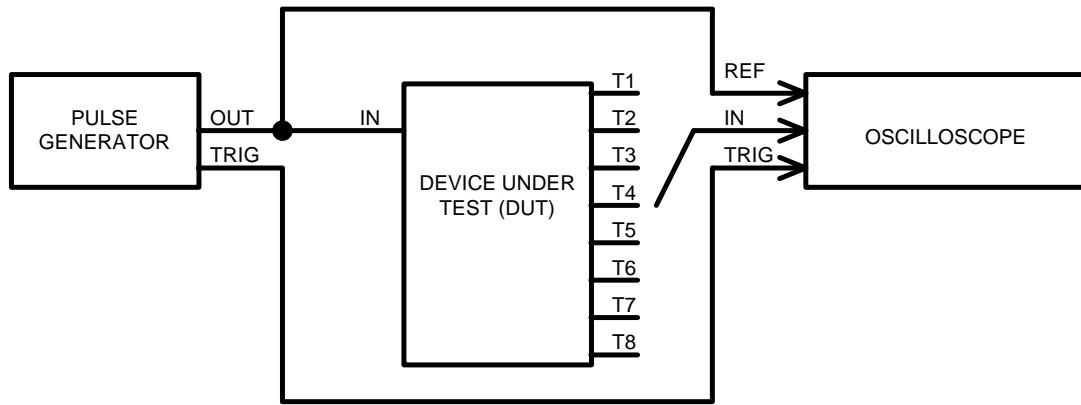 PULSE
GENERATOR
OUT
TRIG
IN
DEVICE UNDER
TEST (DUT)
T1
T2
T3
T4
T5
T6
T7
T8
REF
IN
TRIG
OSCILLOSCOPE